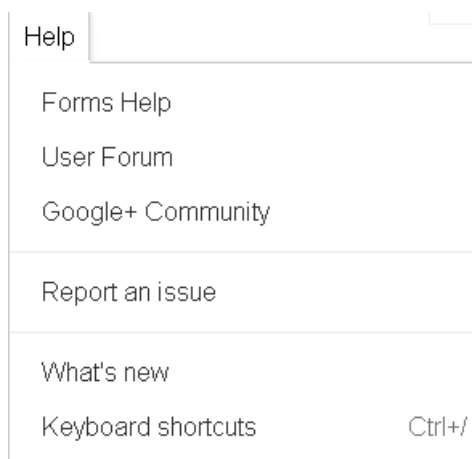 Help
Forms Help
User Forum
Google+ Community
Report an issue
What's new
Keyboard shortcuts Ctrl+/